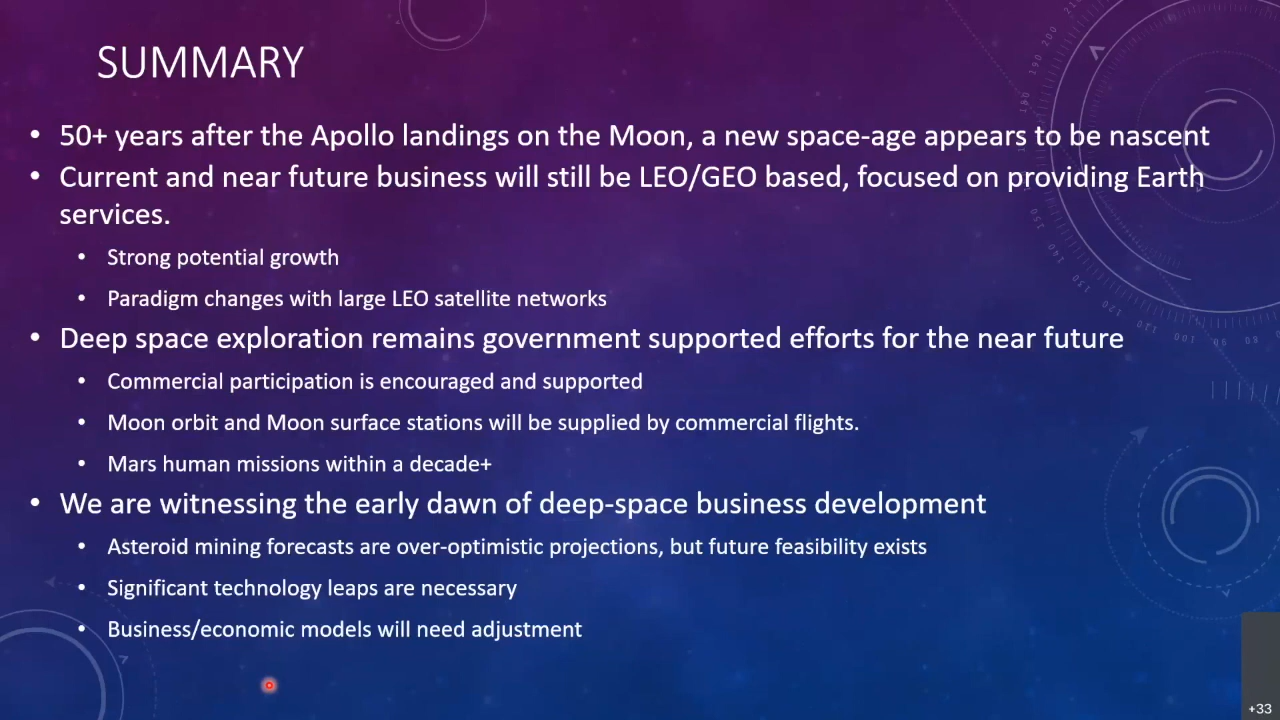 SUMMARY
• 50+ years after the Apollo landings on the Moon, a new space-age appears to be nascent
• Current and near future business will still be LEO/GEO based, focused on providing Earth
services.
• Strong potential growth
• Paradigm changes with large LEO satellite networks
• Deep space exploration remains government supported efforts for the near future
• Commercial participation is encouraged and supported
• Moon orbit and Moon surface stations will be supplied by commercial flights.
• Mars human missions within a decade+
• We are witnessing the early dawn of deep-space business development
• Asteroid mining forecasts are over-optimistic projections, but future feasibility exists
• Significant technology leaps are necessary
• Business/economic models will need adjustment
+33